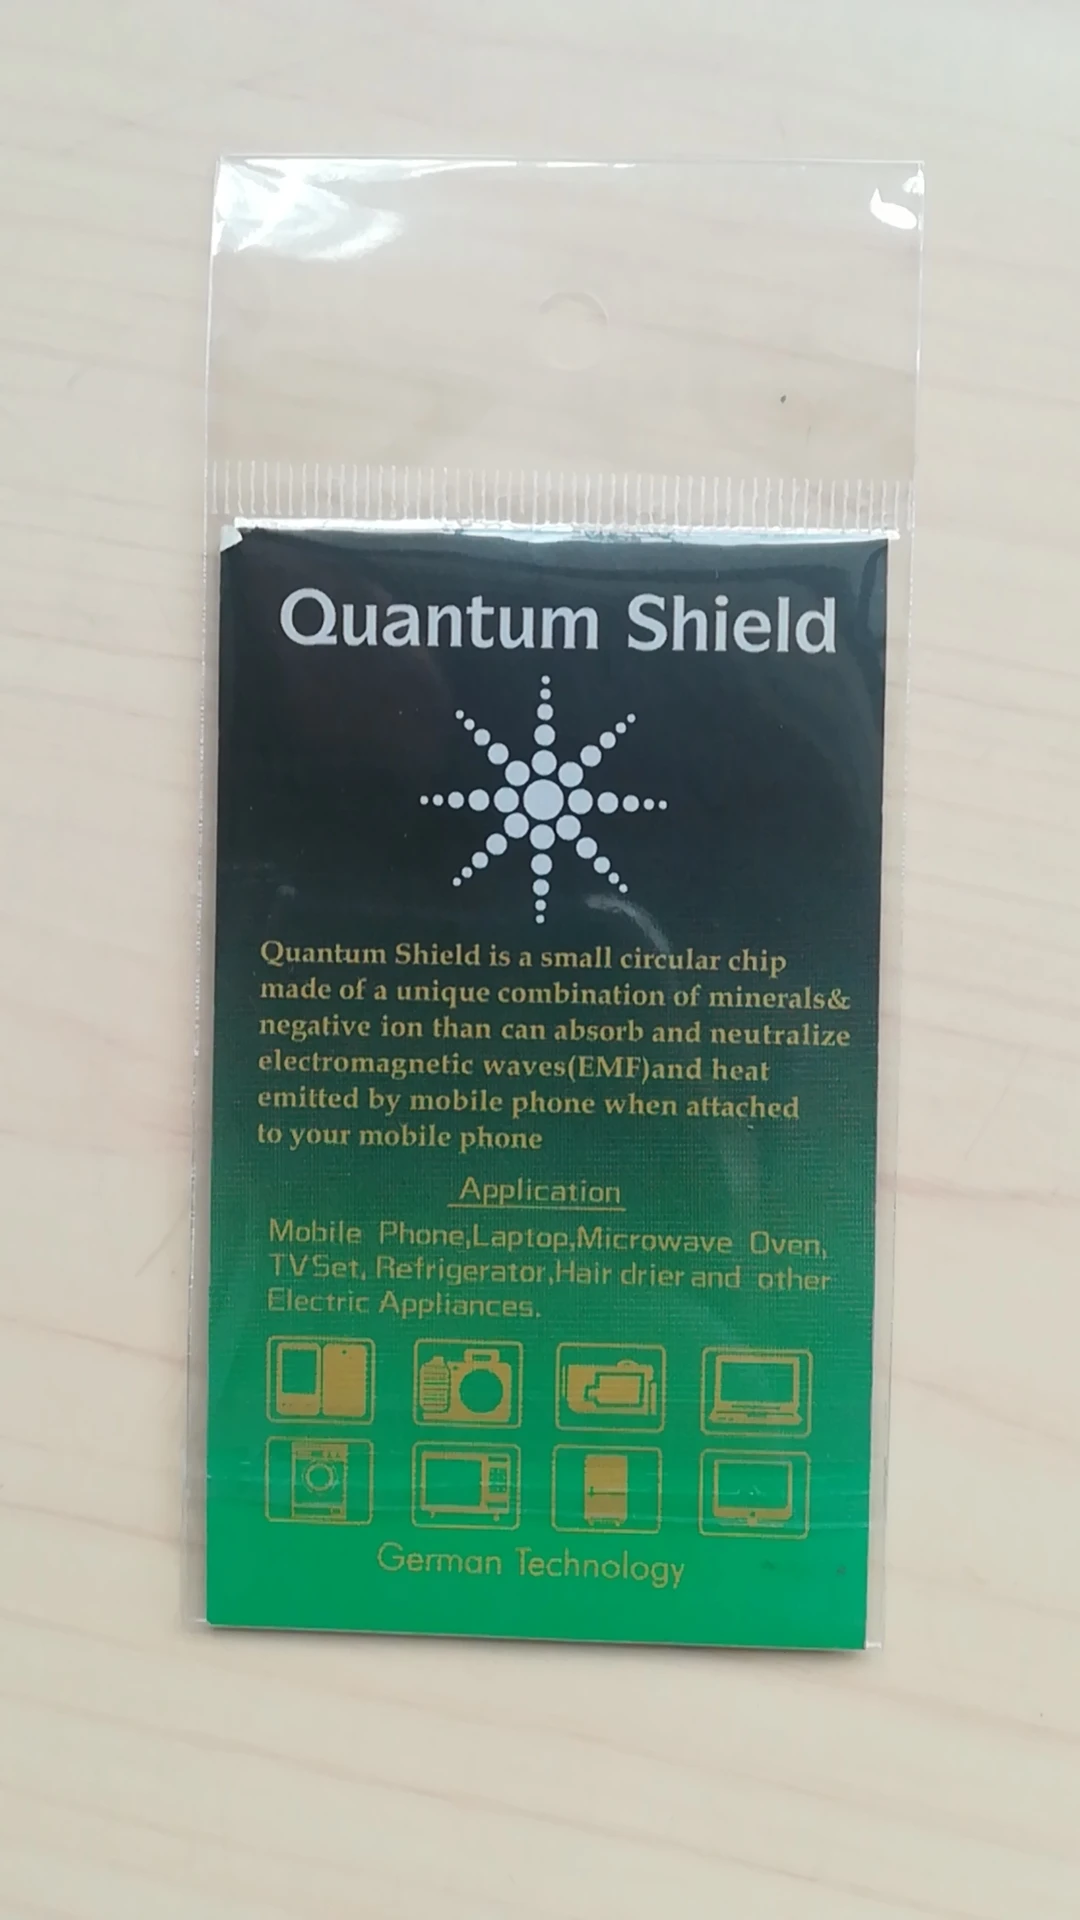 Quantum Shield
Quantum Shield is a small circular chip
made of a unique combination of minerals&
negative ion than can absorb and neutralize
electromagnetic waves(EMF)and heat
emitted by mobile phone when attached
to your mobile phone
Application
Mobile Phone,Laptop,Microwave Oven,
TVSet, Refrigerator,Hair drier and other
Electric Appliances.
German Technology